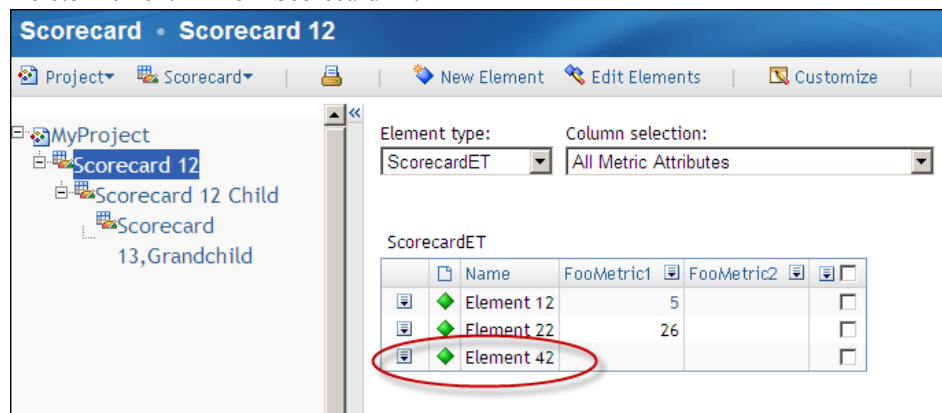 Scorecard • Scorecard 12
Project Scorecard | | New Element Edit Elements | Customize |
MyProject
Scorecard 12
Scorecard 12 Child
Scorecard
13,Grandchild
Element type: Column selection:
ScorecardET All Metric Attributes
ScorecardET
Name FooMetric1 FooMetric2
Element 12 5
Element 22 26
Element 42